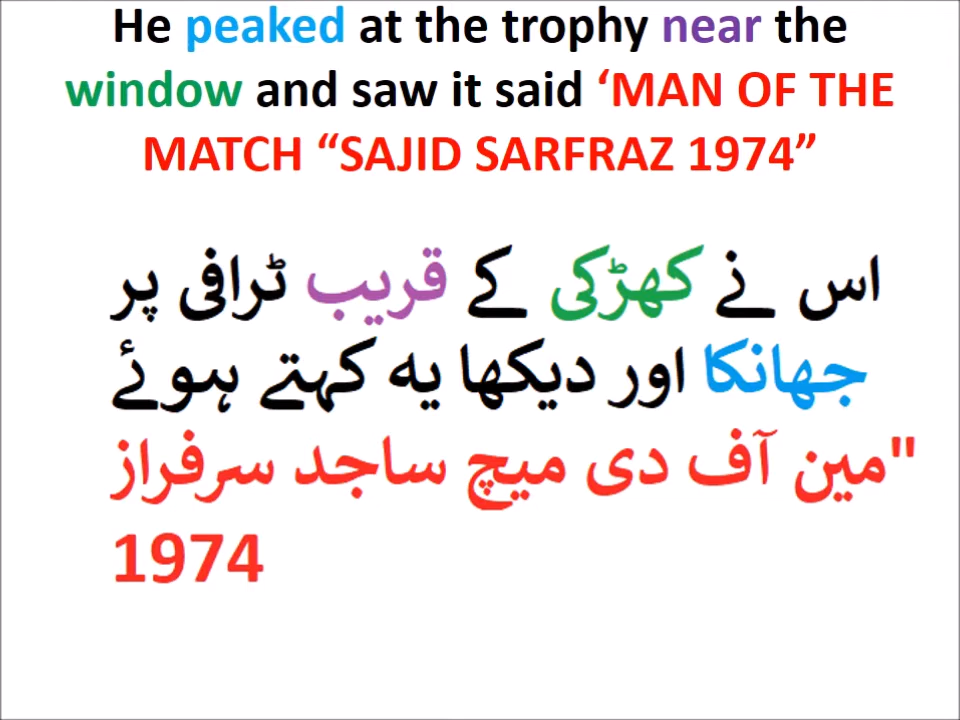 He peaked at the trophy near the
window and saw it said ‘MAN OF THE
MATCH “SAJID SARFRAZ 1974”
اس نے کھڑکی کے قریب ٹرافی پر
جھانکا اور دیکھا یہ کہتے ہوئے
"مین آف دی میچ ساجد سرفراز
1974